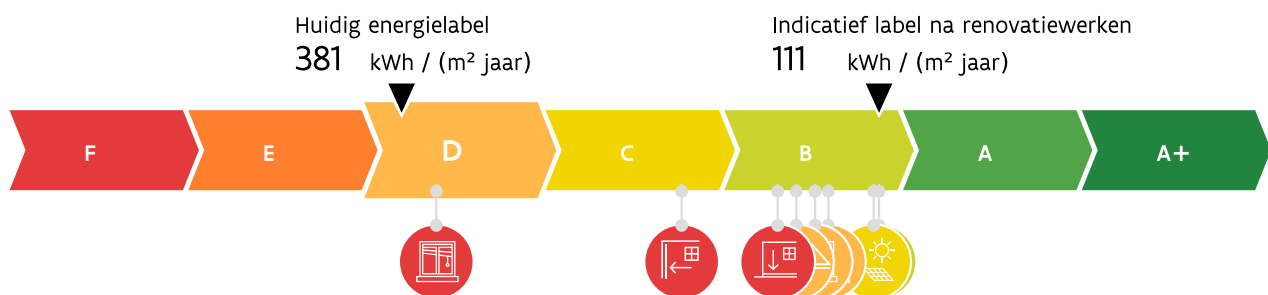 Huidig energielabel
381 kWh / (m² jaar)
Indicatief label na renovatiewerken
111 kWh / (m² jaar)
F E D C B A A+